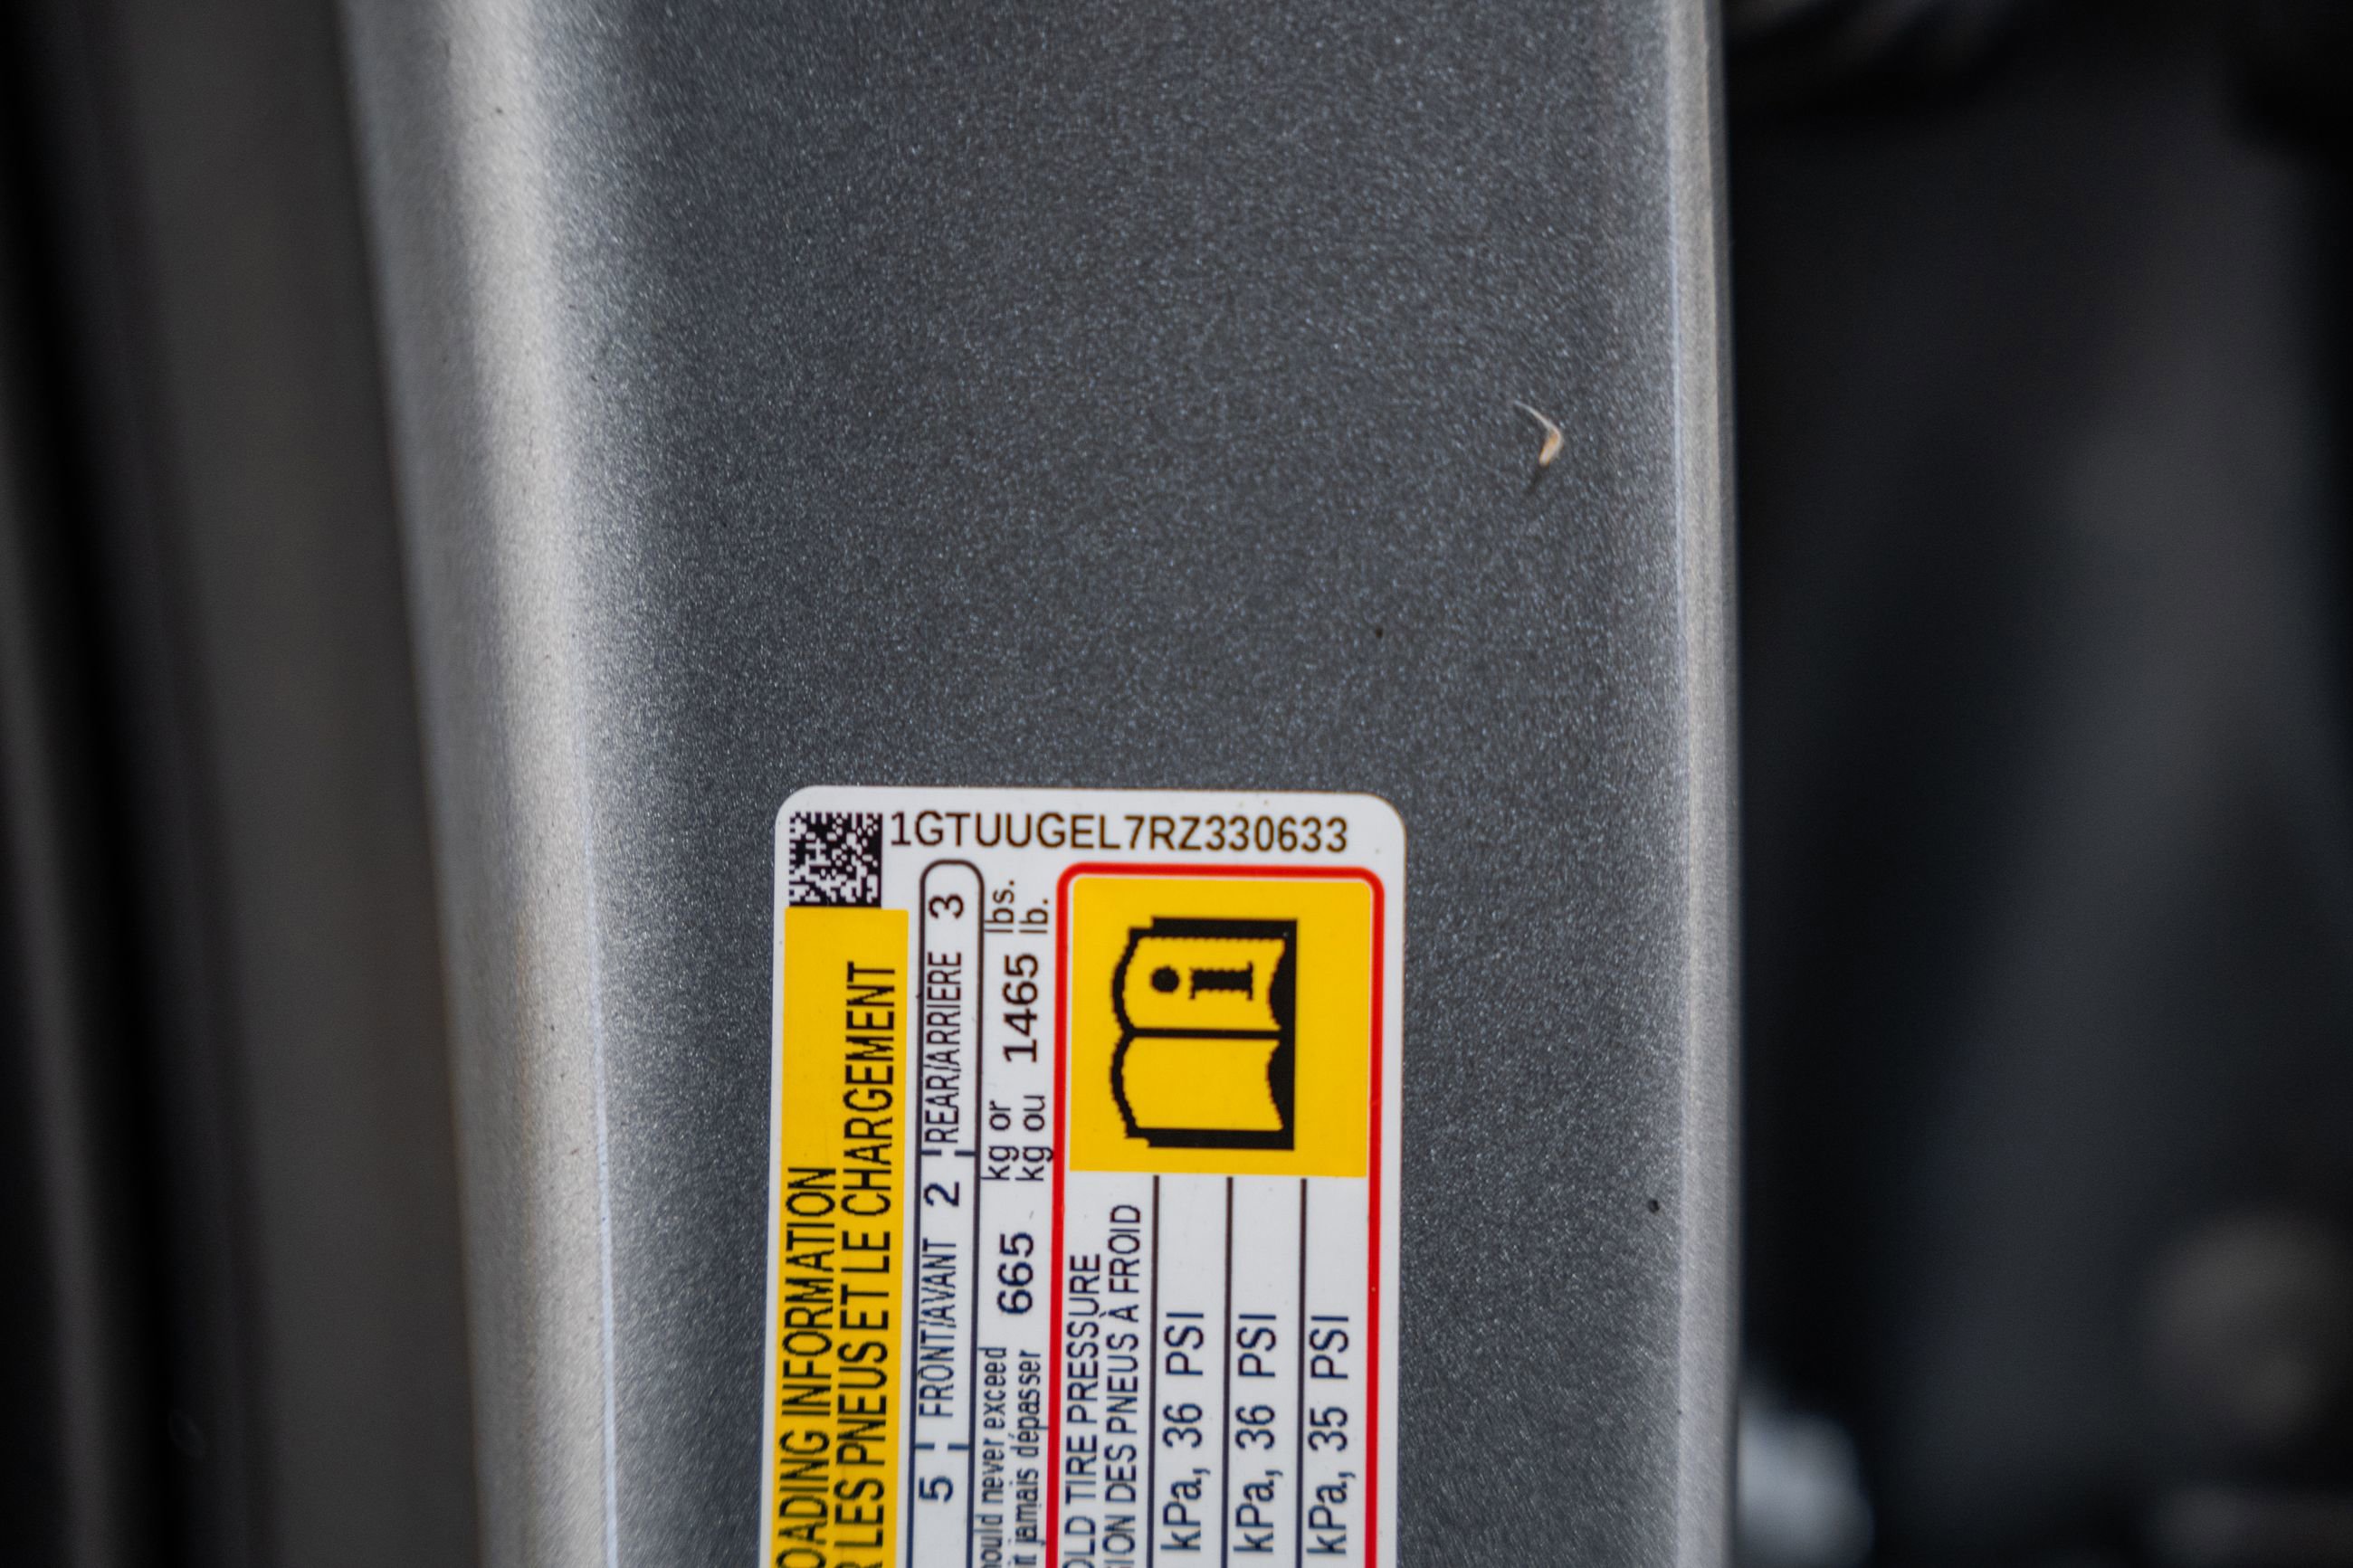 1GTUUGEL7RZ330633
OADING INFORMATION
LES PNEUS ET LE CHARGEMENT
5 FRONT/AVANT 2 REAR/ARRIERE 3
never exceed 665 kg or 1465 lbs.
jamais dépasser kg ou lb.
OLD TIRE PRESSURE
ION DES PNEUS À FROID
kPa, 36 PSI
kPa, 36 PSI
kPa, 35 PSI